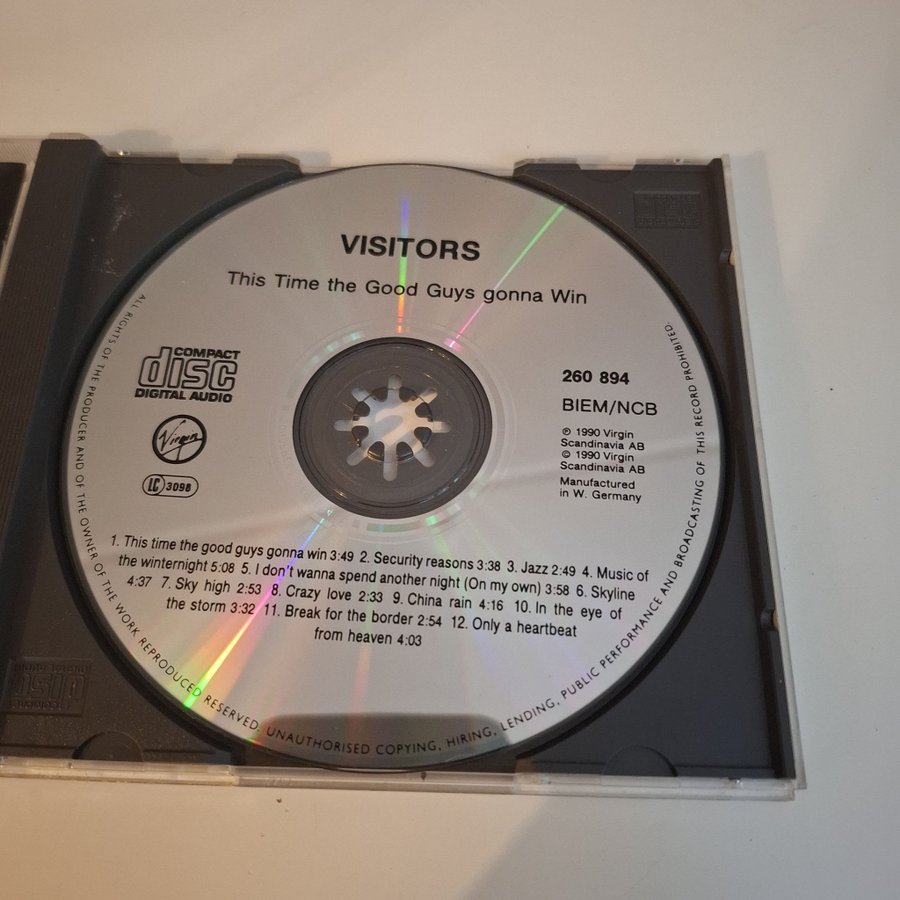 VISITORS
This Time the Good Guys gonna Win
COMPACT
disc
DIGITAL AUDIO
Virgin
LC 3098
260 894
BIEM/NCB
℗ 1990 Virgin
Scandinavia AB
© 1990 Virgin
Scandinavia AB
Manufactured
in W. Germany
1. This time the good guys gonna win 3:49 2. Security reasons 3:38 3. Jazz 2:49 4. Music of
the winternight 5:08 5. I don't wanna spend another night (On my own) 3:58 6. Skyline
4:37 7. Sky high 2:53 8. Crazy love 2:33 9. China rain 4:16 10. In the eye of
the storm 3:32 11. Break for the border 2:54 12. Only a heartbeat
from heaven 4:03
ALL RIGHTS OF THE PRODUCER AND OF THE OWNER OF THE WORK REPRODUCED RESERVED. UNAUTHORISED COPYING, HIRING, LENDING, PUBLIC PERFORMANCE AND BROADCASTING OF THIS RECORD PROHIBITED.